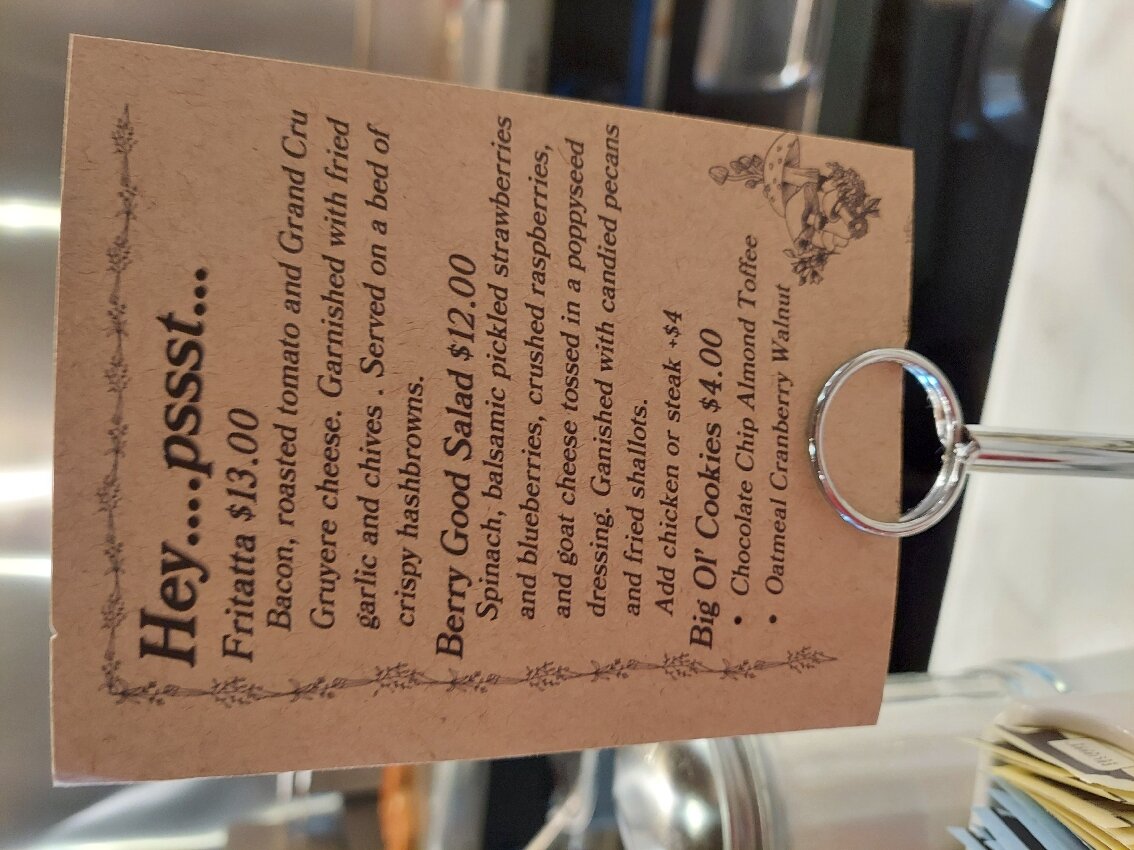 Hey....pssst...
Fritatta $13.00
Bacon, roasted tomato and Grand Cru
Gruyere cheese. Garnished with fried
garlic and chives . Served on a bed of
crispy hashbrowns.
Berry Good Salad $12.00
Spinach, balsamic pickled strawberries
and blueberries, crushed raspberries,
and goat cheese tossed in a poppyseed
dressing. Ganished with candied pecans
and fried shallots.
Add chicken or steak +$4
Big Ol' Cookies $4.00
• Chocolate Chip Almond Toffee
• Oatmeal Cranberry Walnut